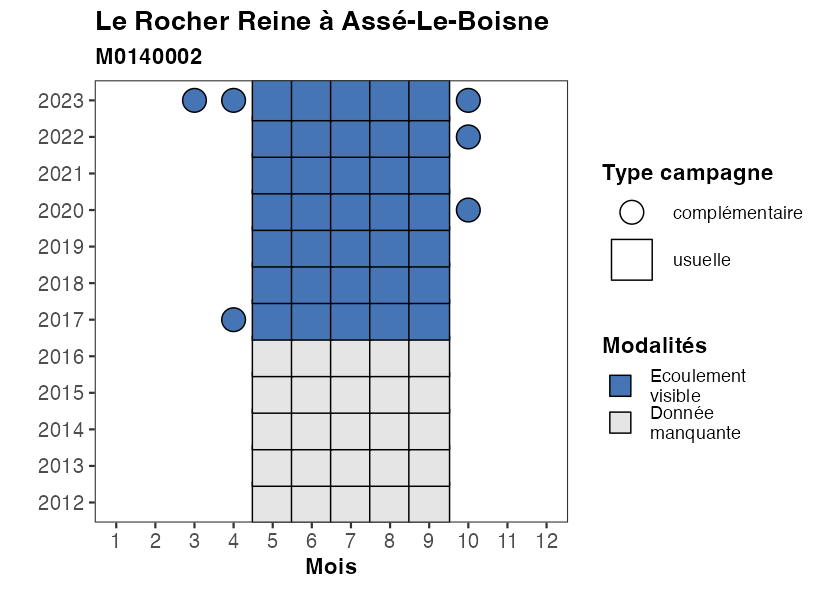 Le Rocher Reine à Assé-Le-Boisne
M0140002
2023
2022
2021
2020
2019
2018
2017
2016
2015
2014
2013
2012
1 2 3 4 5 6 7 8 9 10 11 12
Mois
Type campagne
complémentaire
usuelle
Modalités
Ecoulement
visible
Donnée
manquante